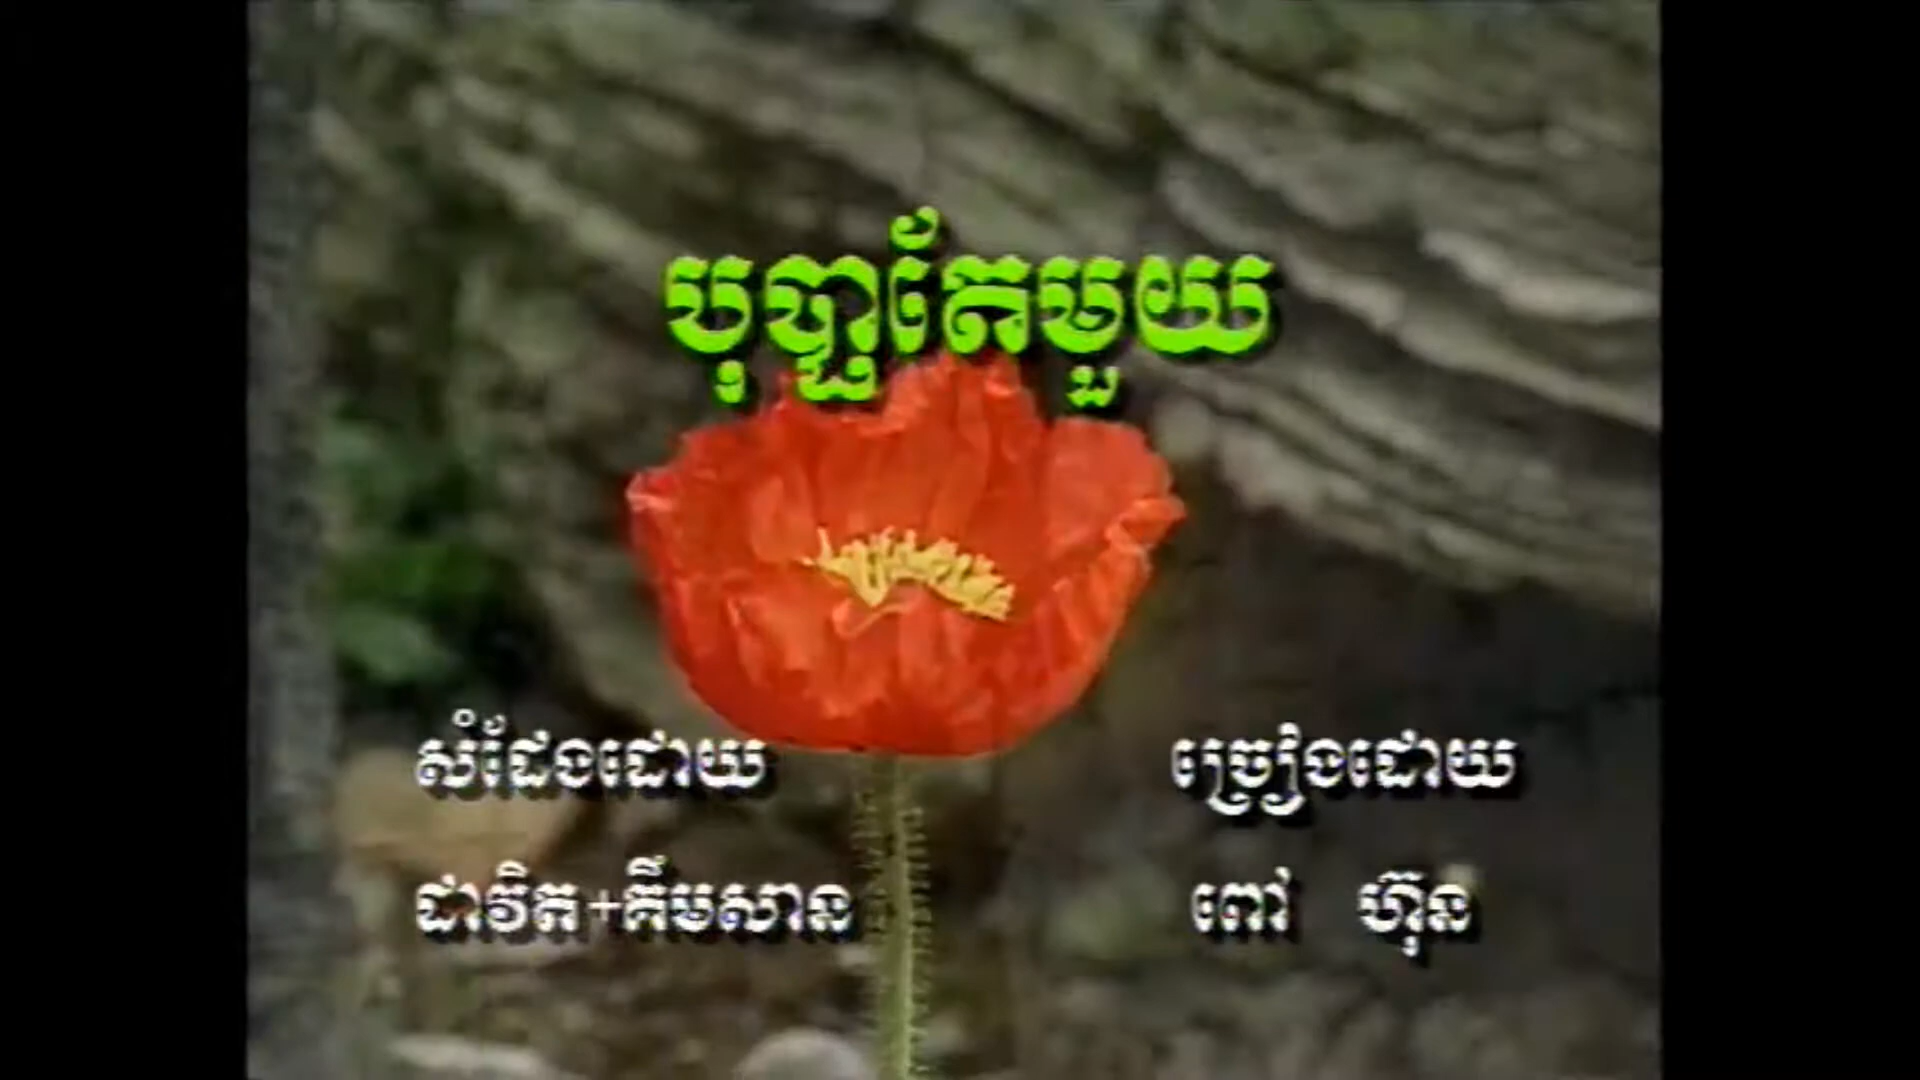 បុប្ផាតែមួយ
សំដែងដោយ
ច្រៀងដោយ
ដាវិត+គឹមសាន
ពៅ ហ៊ុន